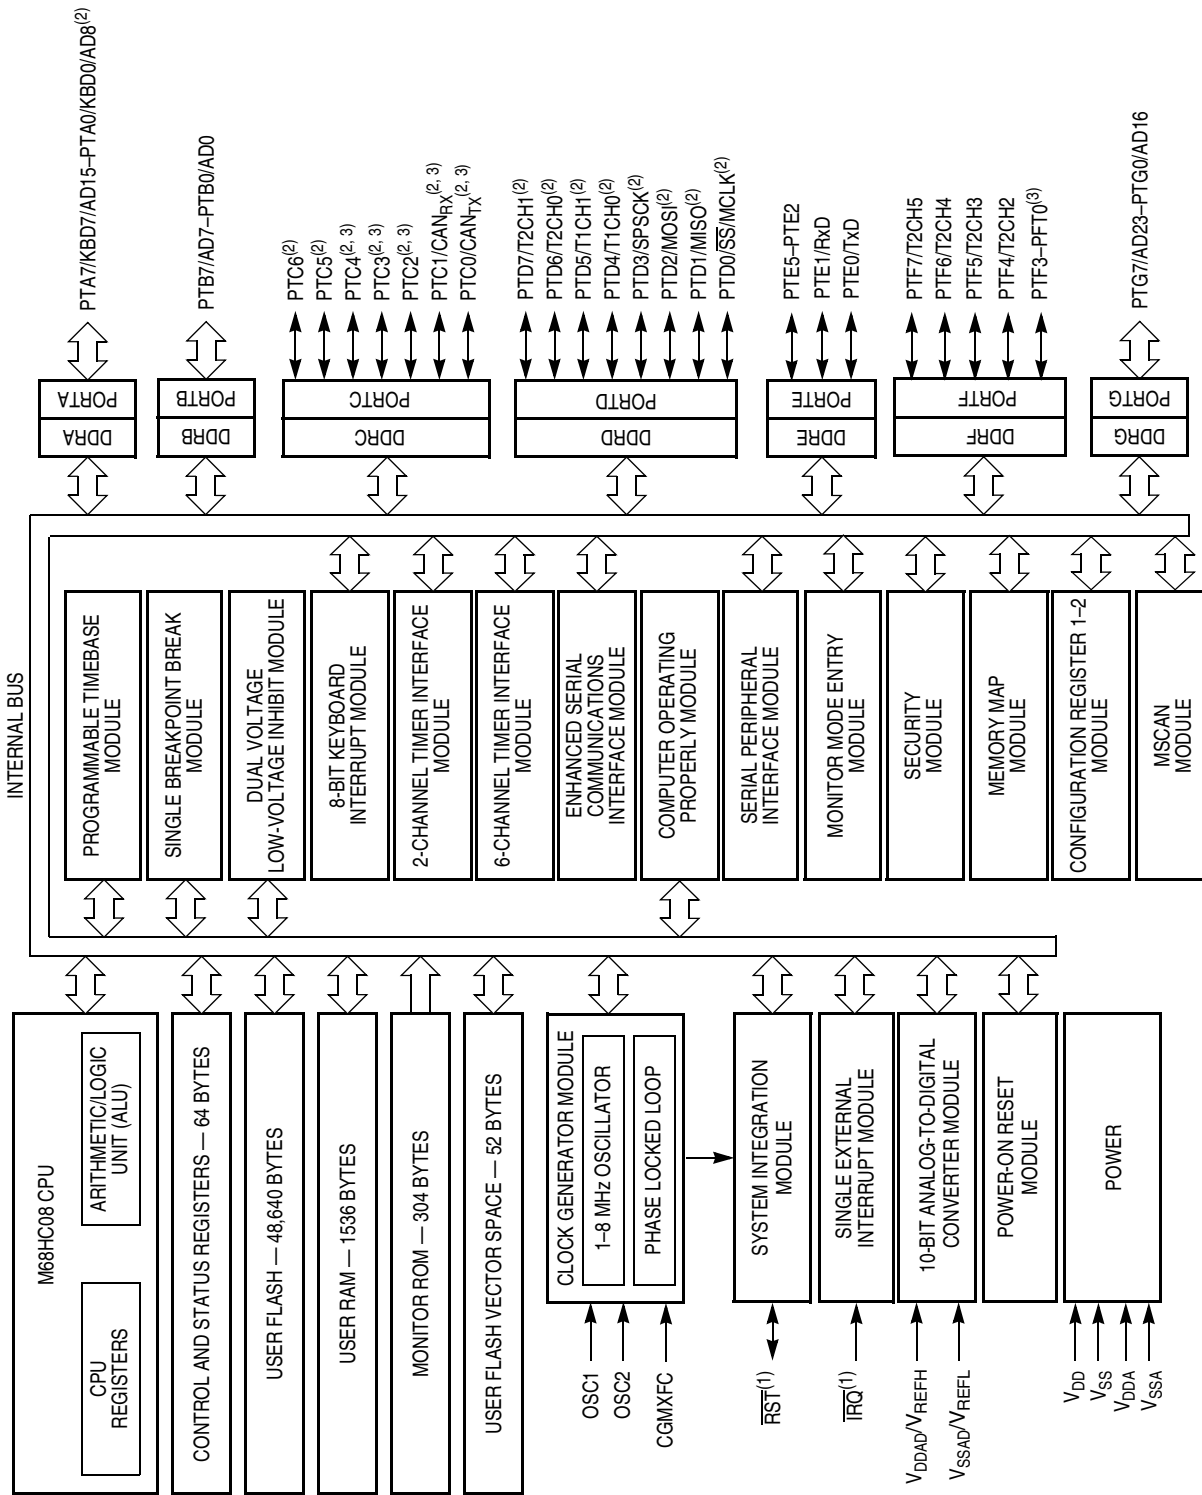 INTERNAL BUS
M68HC08 CPU
CPU
REGISTERS
ARITHMETIC/LOGIC
UNIT (ALU)
CONTROL AND STATUS REGISTERS — 64 BYTES
USER FLASH — 48,640 BYTES
USER RAM — 1536 BYTES
MONITOR ROM — 304 BYTES
USER FLASH VECTOR SPACE — 52 BYTES
CLOCK GENERATOR MODULE
1–8 MHz OSCILLATOR
PHASE LOCKED LOOP
OSC1
OSC2
CGMXFC
SYSTEM INTEGRATION
MODULE
RST(1)
SINGLE EXTERNAL
INTERRUPT MODULE
IRQ(1)
10-BIT ANALOG-TO-DIGITAL
CONVERTER MODULE
VDDAD/VREFH
VSSAD/VREFL
POWER-ON RESET
MODULE
POWER
VDD
VSS
VDDA
VSSA
PROGRAMMABLE TIMEBASE
MODULE
SINGLE BREAKPOINT BREAK
MODULE
DUAL VOLTAGE
LOW-VOLTAGE INHIBIT MODULE
8-BIT KEYBOARD
INTERRUPT MODULE
2-CHANNEL TIMER INTERFACE
MODULE
6-CHANNEL TIMER INTERFACE
MODULE
ENHANCED SERIAL
COMMUNICATIONS
INTERFACE MODULE
COMPUTER OPERATING
PROPERLY MODULE
SERIAL PERIPHERAL
INTERFACE MODULE
MONITOR MODE ENTRY
MODULE
SECURITY
MODULE
MEMORY MAP
MODULE
CONFIGURATION REGISTER 1–2
MODULE
MSCAN
MODULE
DDRA
PORTA
PTA7/KBD7/AD15–PTA0/KBD0/AD8(2)
DDRB
PORTB
PTB7/AD7–PTB0/AD0
DDRC
PORTC
PTC6(2)
PTC5(2)
PTC4(2, 3)
PTC3(2, 3)
PTC2(2, 3)
PTC1/CANRX(2, 3)
PTC0/CANTX(2, 3)
DDRD
PORTD
PTD7/T2CH1(2)
PTD6/T2CH0(2)
PTD5/T1CH1(2)
PTD4/T1CH0(2)
PTD3/SPSCK(2)
PTD2/MOSI(2)
PTD1/MISO(2)
PTD0/SS/MCLK(2)
DDRE
PORTE
PTE5–PTE2
PTE1/RxD
PTE0/TxD
DDRF
PORTF
PTF7/T2CH5
PTF6/T2CH4
PTF5/T2CH3
PTF4/T2CH2
PTF3–PFT0(3)
DDRG
PORTG
PTG7/AD23–PTG0/AD16